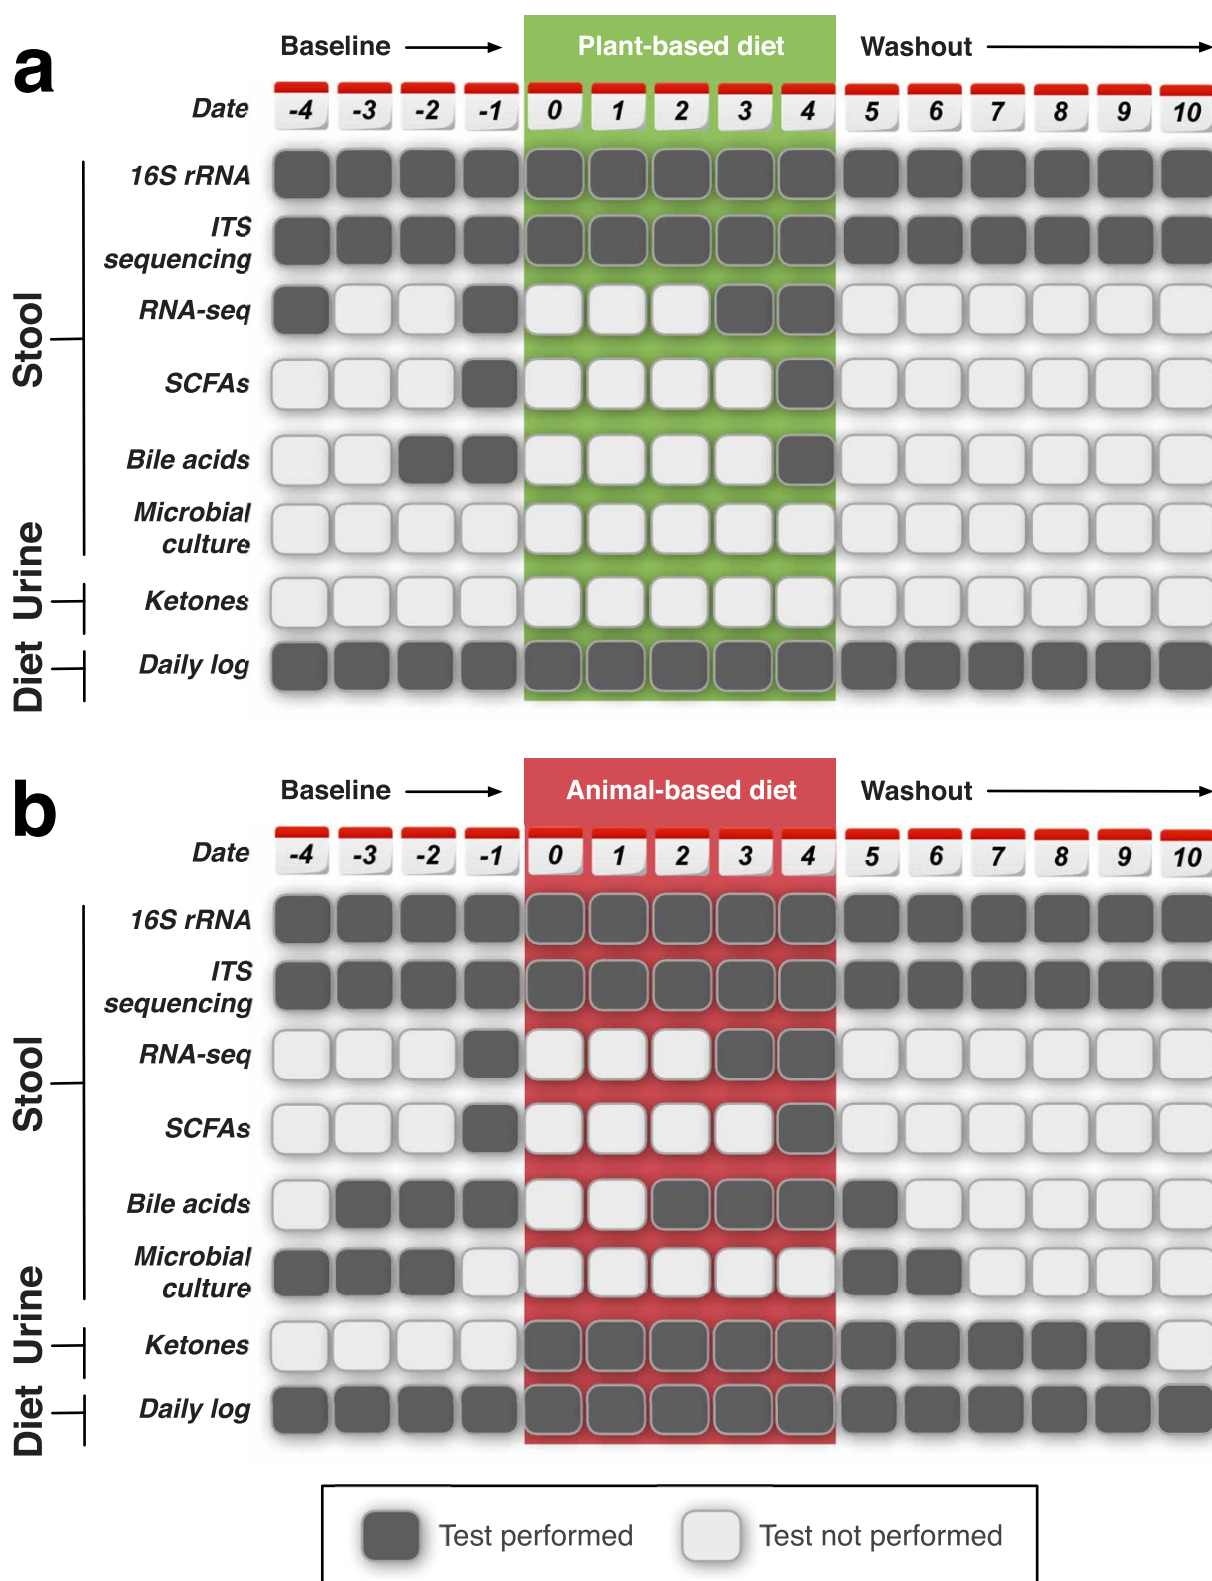 a
Baseline
Plant-based diet
Washout
Date
-4 -3 -2 -1 0 1 2 3 4 5 6 7 8 9 10
Stool
16S rRNA
ITS
sequencing
RNA-seq
SCFAs
Bile acids
Microbial
culture
Urine
Ketones
Diet
Daily log
b
Baseline
Animal-based diet
Washout
Date
-4 -3 -2 -1 0 1 2 3 4 5 6 7 8 9 10
Stool
16S rRNA
ITS
sequencing
RNA-seq
SCFAs
Bile acids
Microbial
culture
Urine
Ketones
Diet
Daily log
Test performed
Test not performed